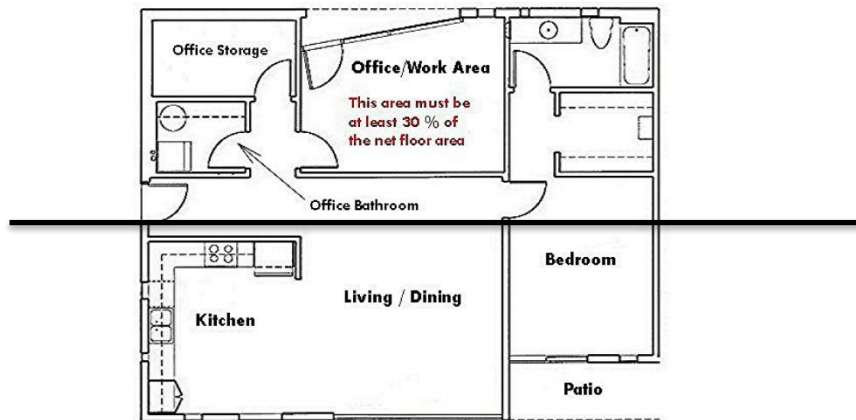 Office Storage
Office/Work Area
This area must be
at least 30 % of
the net floor area
Office Bathroom
Bedroom
Living / Dining
Kitchen
Patio